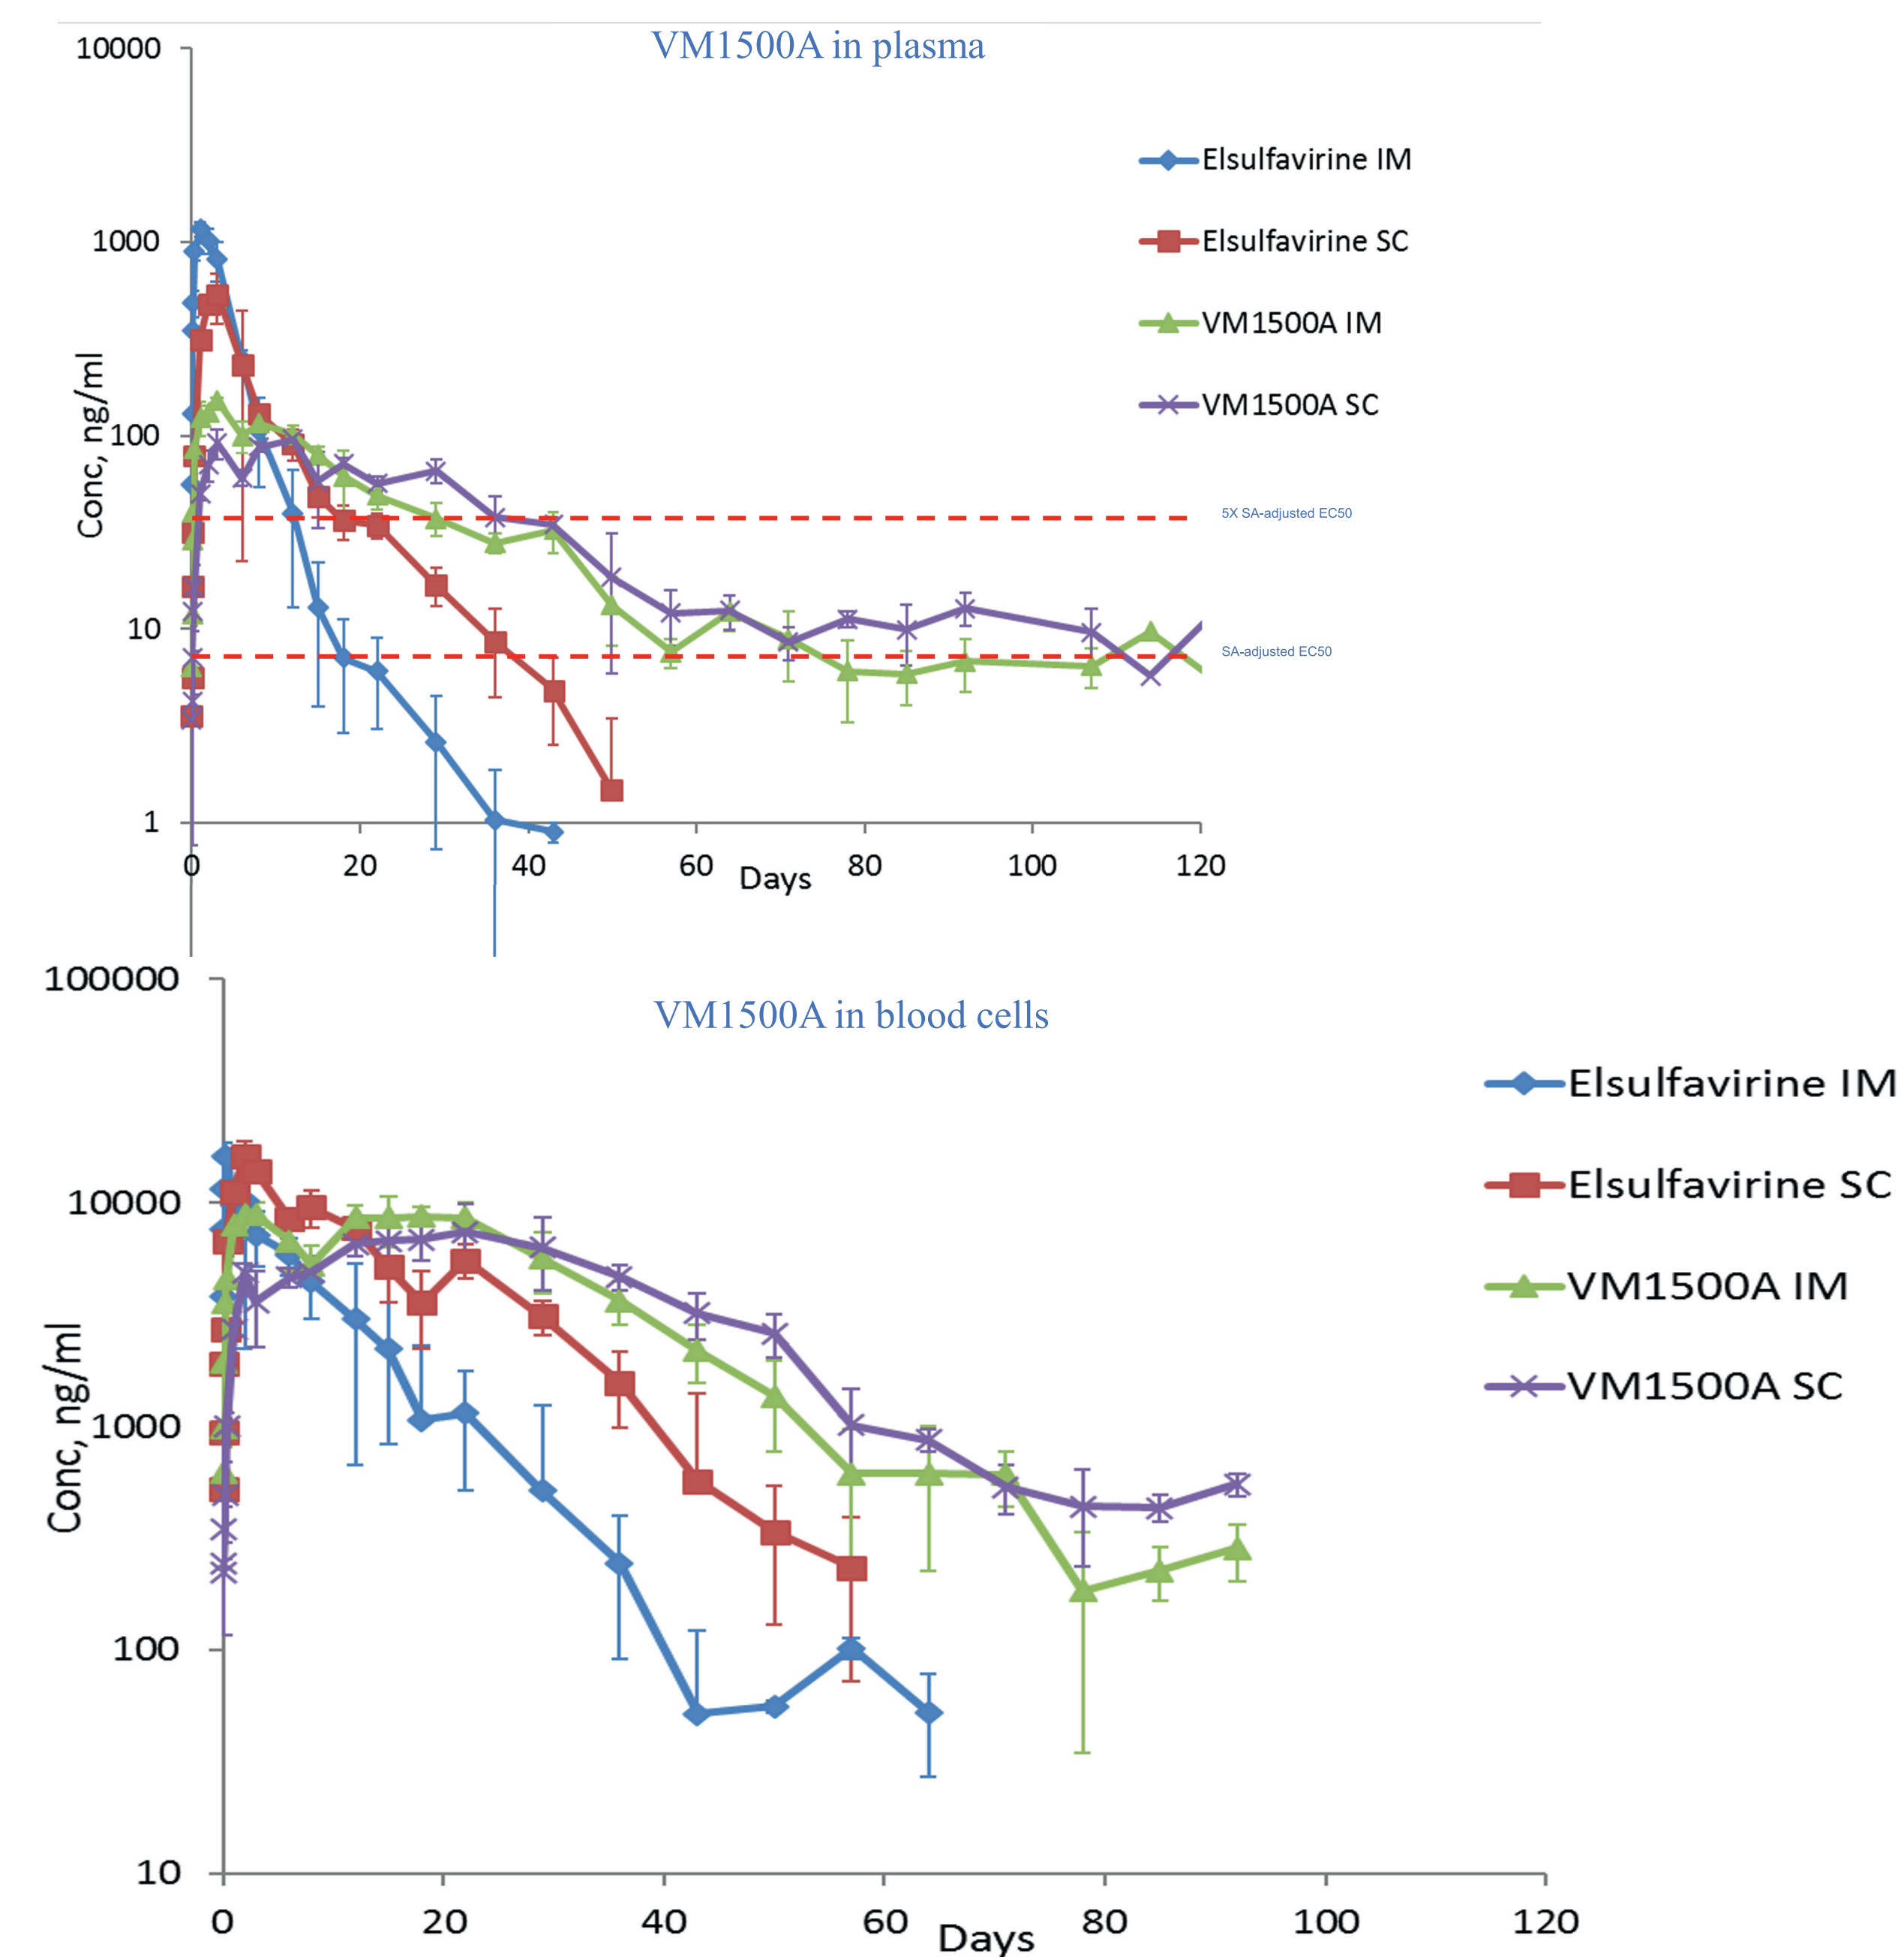 VM1500A in plasma
10000
1000
100
10
1
Conc, ng/ml
0 20 40 60 80 100 120
Days
Elsulfavirine IM
Elsulfavirine SC
VM1500A IM
VM1500A SC
5X SA-adjusted EC50
SA-adjusted EC50
VM1500A in blood cells
100000
10000
1000
100
10
Conc, ng/ml
0 20 40 60 80 100 120
Days
Elsulfavirine IM
Elsulfavirine SC
VM1500A IM
VM1500A SC